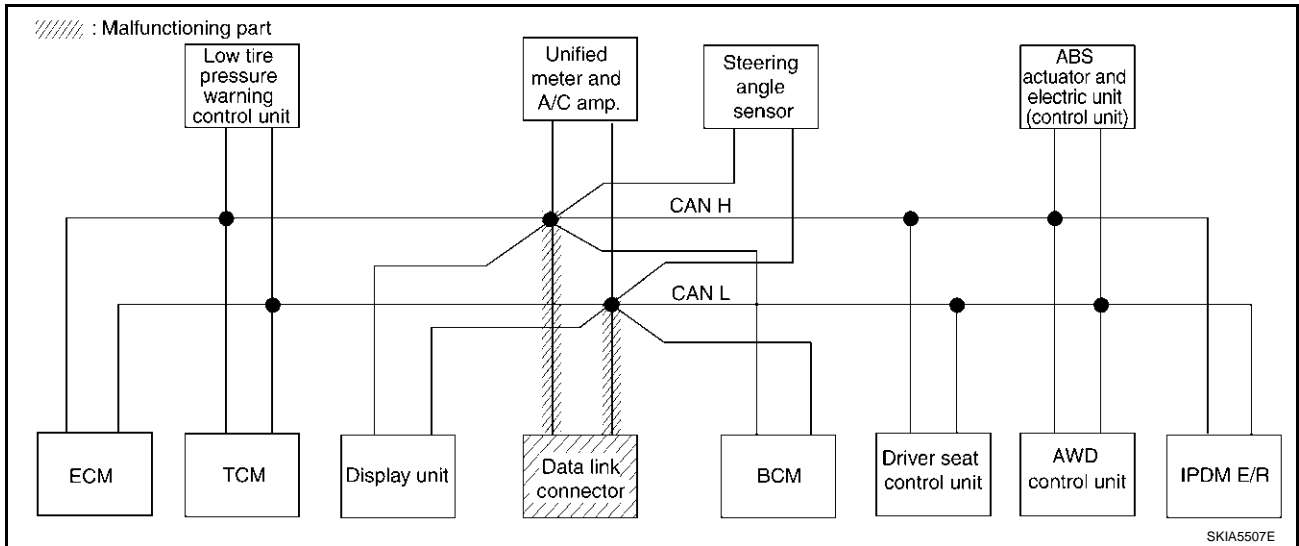 : Malfunctioning part
Low tire
pressure
warning
control unit
Unified
meter and
A/C amp.
Steering
angle
sensor
ABS
actuator and
electric unit
(control unit)
CAN H
CAN L
ECM
TCM
Display unit
Data link
connector
BCM
Driver seat
control unit
AWD
control unit
IPDM E/R
SKIA5507E